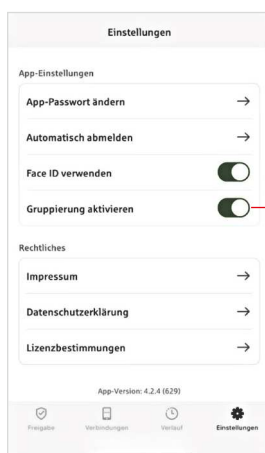 Einstellungen
App-Einstellungen
App-Passwort ändern
Automatisch abmelden
Face ID verwenden
Gruppierung aktivieren
Rechtliches
Impressum
Datenschutzerklärung
Lizenzbestimmungen
App-Version: 4.2.4 (629)
Freigabe Verbindungen Verlauf Einstellungen